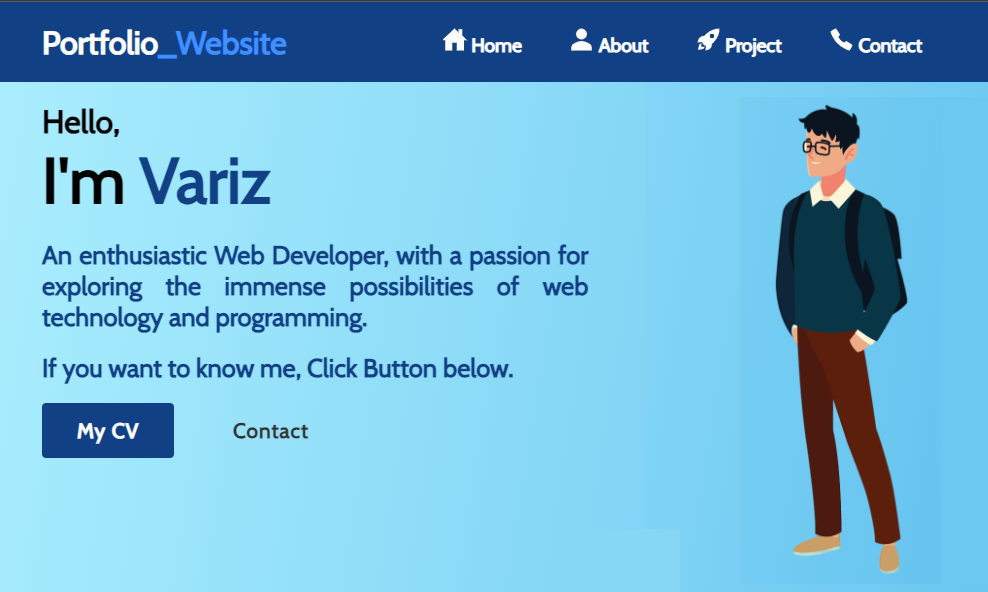 Portfolio_Website
Home
About
Project
Contact
Hello,
I'm Variz
An enthusiastic Web Developer, with a passion for
exploring the immense possibilities of web
technology and programming.
If you want to know me, Click Button below.
My CV
Contact